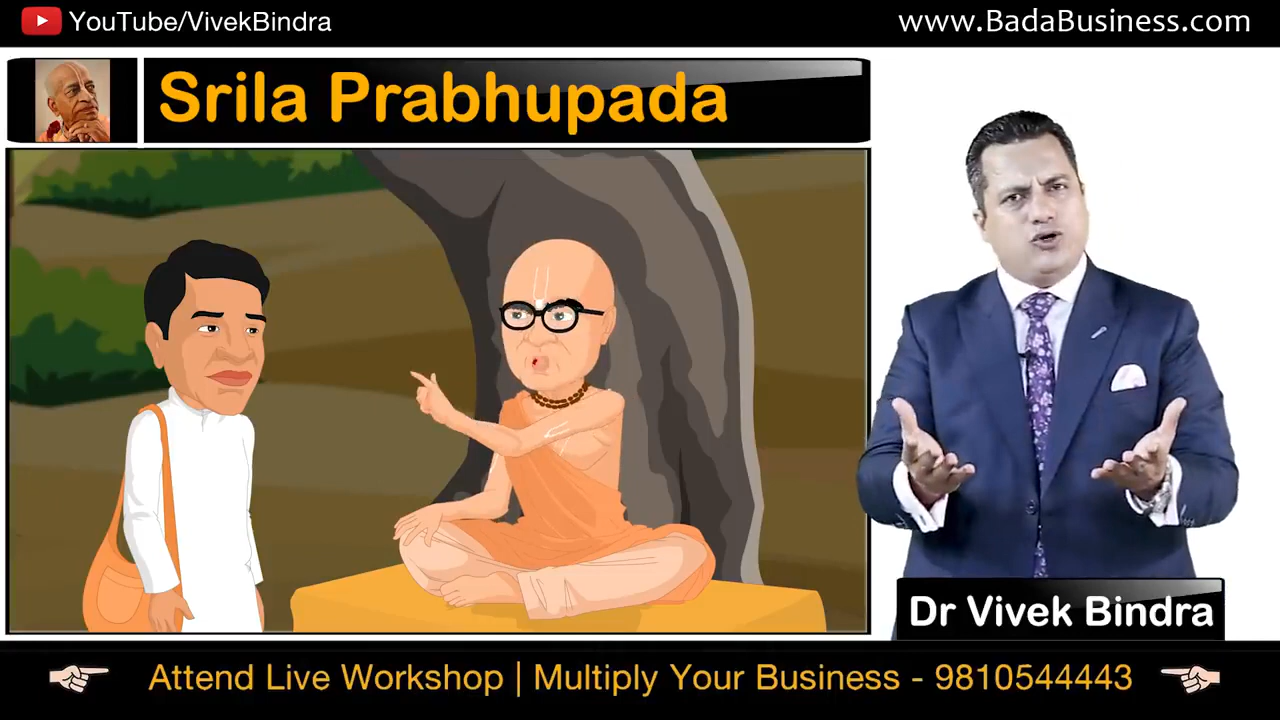 YouTube/VivekBindra
www.BadaBusiness.com
Srila Prabhupada
Dr Vivek Bindra
Attend Live Workshop | Multiply Your Business - 9810544443